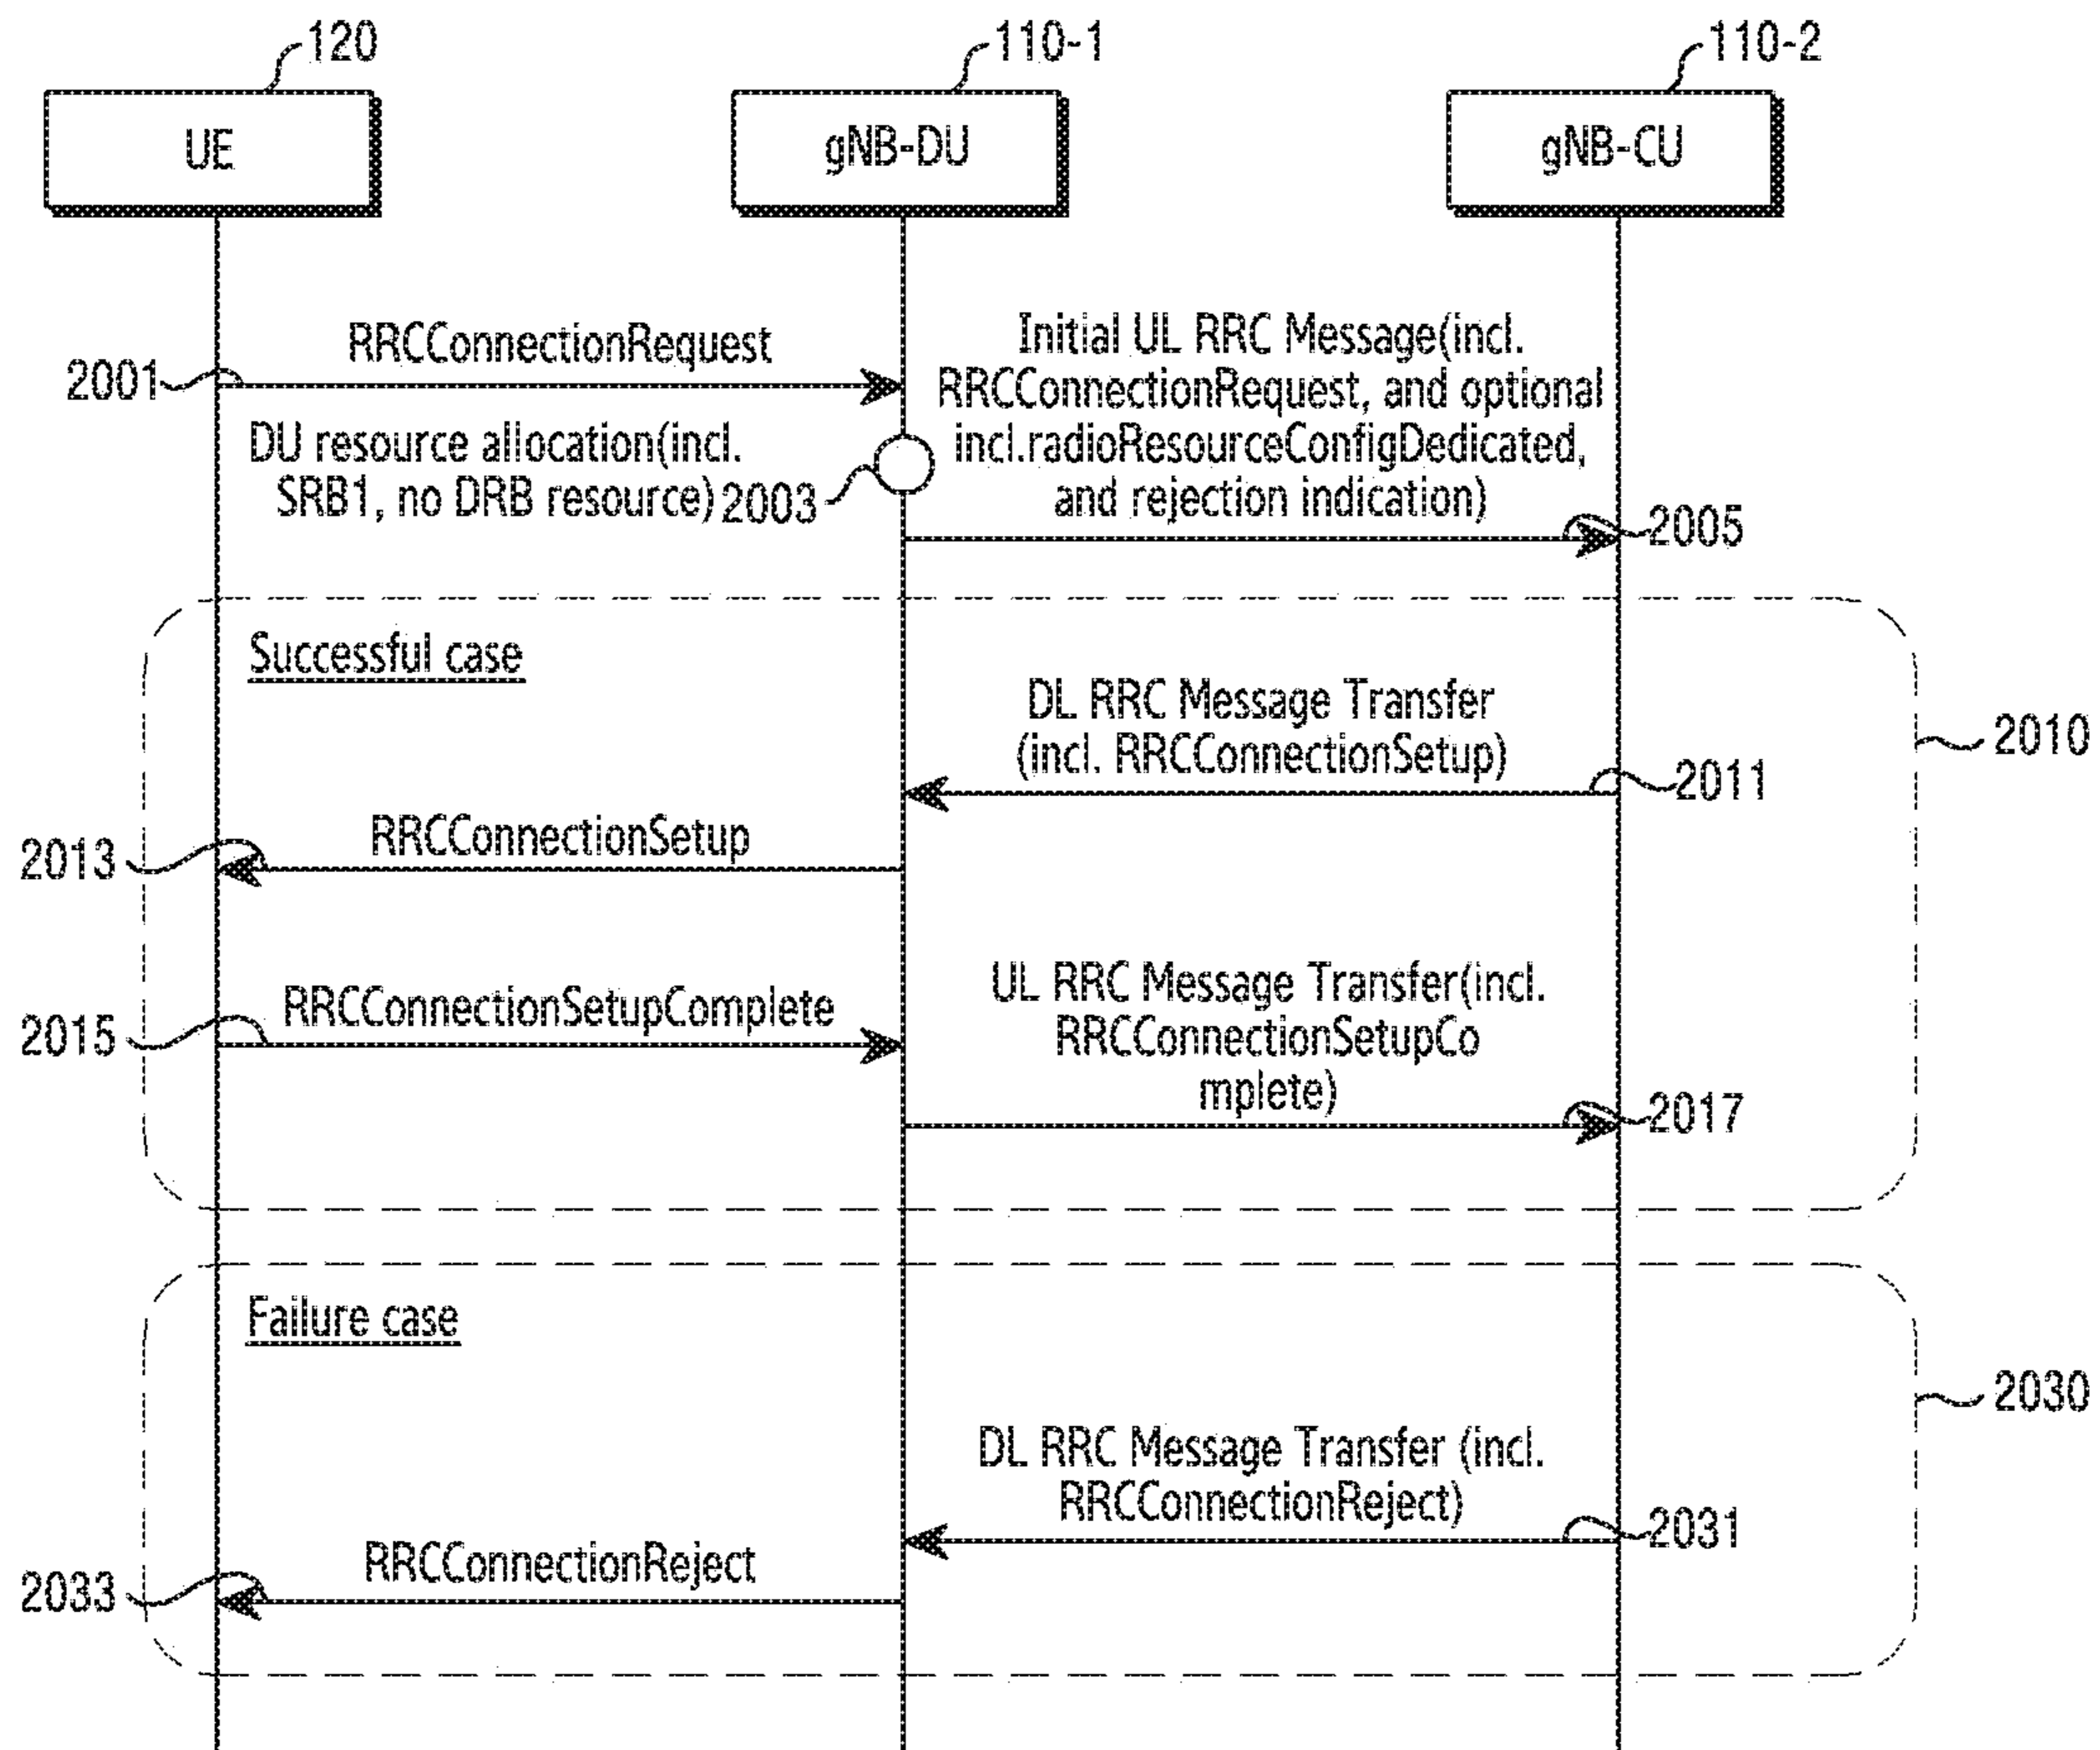 120
110-1
110-2
UE
gNB-DU
gNB-CU
RRCConnectionRequest
2001
Initial UL RRC Message(incl.
RRCConnectionRequest, and optional
incl.radioResourceConfigDedicated,
and rejection indication)
DU resource allocation(incl.
SRB1, no DRB resource)
2003
2005
Successful case
DL RRC Message Transfer
(incl. RRCConnectionSetup)
2010
2011
RRCConnectionSetup
2013
RRCConnectionSetupComplete
2015
UL RRC Message Transfer(incl.
RRCConnectionSetupCo
mplete)
2017
Failure case
2030
DL RRC Message Transfer (incl.
RRCConnectionReject)
2031
RRCConnectionReject
2033